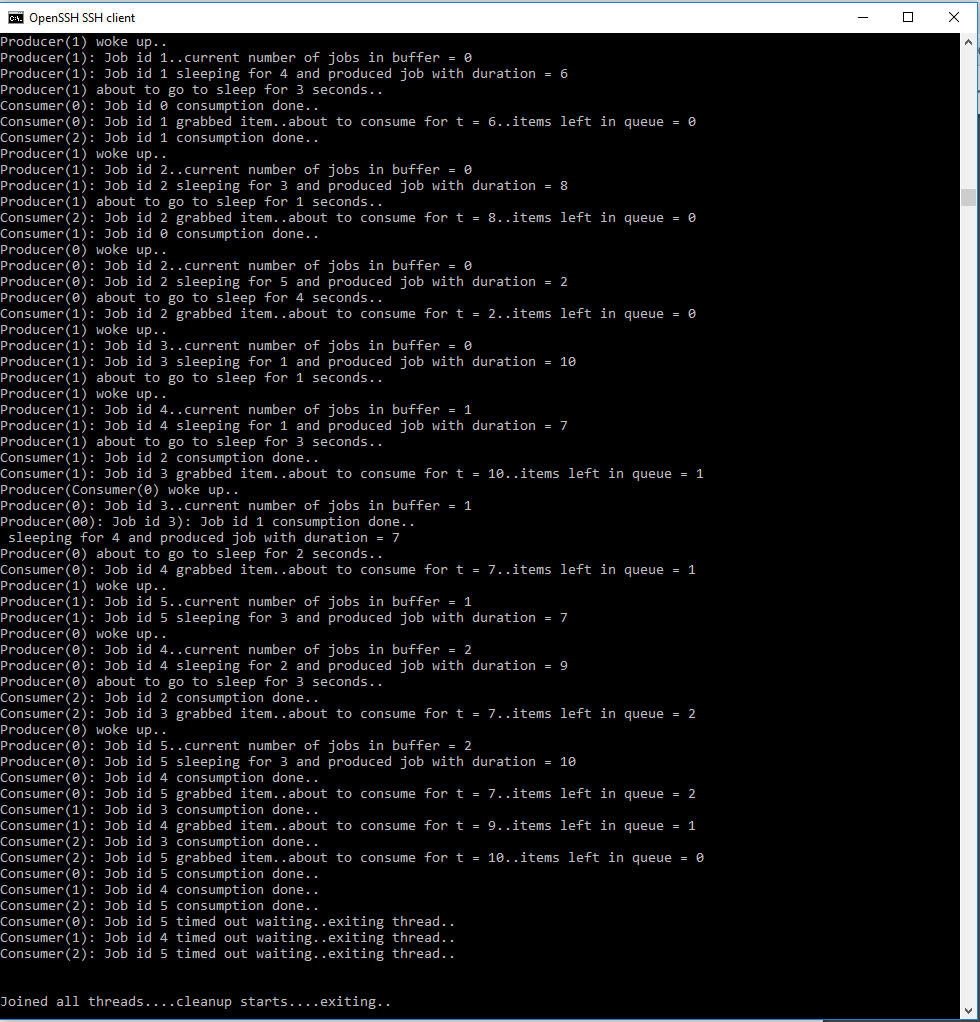 OpenSSH SSH client
Producer(1) woke up..
Producer(1): Job id 1..current number of jobs in buffer = 0
Producer(1): Job id 1 sleeping for 4 and produced job with duration = 6
Producer(1) about to go to sleep for 3 seconds..
Consumer(0): Job id 0 consumption done..
Consumer(0): Job id 1 grabbed item..about to consume for t = 6..items left in queue = 0
Consumer(2): Job id 1 consumption done..
Producer(1) woke up..
Producer(1): Job id 2..current number of jobs in buffer = 0
Producer(1): Job id 2 sleeping for 3 and produced job with duration = 8
Producer(1) about to go to sleep for 1 seconds..
Consumer(2): Job id 2 grabbed item..about to consume for t = 8..items left in queue = 0
Consumer(1): Job id 0 consumption done..
Producer(0) woke up..
Producer(0): Job id 2..current number of jobs in buffer = 0
Producer(0): Job id 2 sleeping for 5 and produced job with duration = 2
Producer(0) about to go to sleep for 4 seconds..
Consumer(1): Job id 2 grabbed item..about to consume for t = 2..items left in queue = 0
Producer(1) woke up..
Producer(1): Job id 3..current number of jobs in buffer = 0
Producer(1): Job id 3 sleeping for 1 and produced job with duration = 10
Producer(1) about to go to sleep for 1 seconds..
Producer(1) woke up..
Producer(1): Job id 4..current number of jobs in buffer = 1
Producer(1): Job id 4 sleeping for 1 and produced job with duration = 7
Producer(1) about to go to sleep for 3 seconds..
Consumer(1): Job id 2 consumption done..
Consumer(1): Job id 3 grabbed item..about to consume for t = 10..items left in queue = 1
Producer(Consumer(0) woke up..
Producer(0): Job id 3..current number of jobs in buffer = 1
Producer(00): Job id 3): Job id 1 consumption done..
 sleeping for 4 and produced job with duration = 7
Producer(0) about to go to sleep for 2 seconds..
Consumer(0): Job id 4 grabbed item..about to consume for t = 7..items left in queue = 1
Producer(1) woke up..
Producer(1): Job id 5..current number of jobs in buffer = 1
Producer(1): Job id 5 sleeping for 3 and produced job with duration = 7
Producer(0) woke up..
Producer(0): Job id 4..current number of jobs in buffer = 2
Producer(0): Job id 4 sleeping for 2 and produced job with duration = 9
Producer(0) about to go to sleep for 3 seconds..
Consumer(2): Job id 2 consumption done..
Consumer(2): Job id 3 grabbed item..about to consume for t = 7..items left in queue = 2
Producer(0) woke up..
Producer(0): Job id 5..current number of jobs in buffer = 2
Producer(0): Job id 5 sleeping for 3 and produced job with duration = 10
Consumer(0): Job id 4 consumption done..
Consumer(0): Job id 5 grabbed item..about to consume for t = 7..items left in queue = 2
Consumer(1): Job id 3 consumption done..
Consumer(1): Job id 4 grabbed item..about to consume for t = 9..items left in queue = 1
Consumer(2): Job id 3 consumption done..
Consumer(2): Job id 5 grabbed item..about to consume for t = 10..items left in queue = 0
Consumer(0): Job id 5 consumption done..
Consumer(1): Job id 4 consumption done..
Consumer(2): Job id 5 consumption done..
Consumer(0): Job id 5 timed out waiting..exiting thread..
Consumer(1): Job id 4 timed out waiting..exiting thread..
Consumer(2): Job id 5 timed out waiting..exiting thread..
Joined all threads....cleanup starts....exiting..